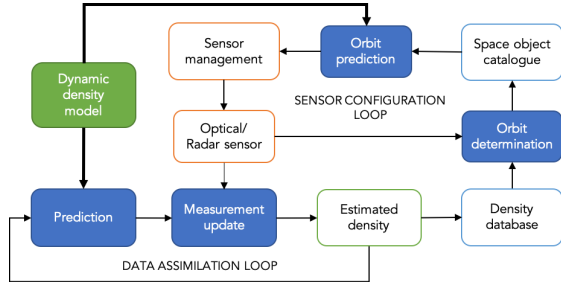 Sensor
management
Orbit
prediction
Space object
catalogue
Dynamic
density
model
SENSOR CONFIGURATION
LOOP
Optical/
Radar sensor
Orbit
determination
Prediction
Measurement
update
Estimated
density
Density
database
DATA ASSIMILATION LOOP